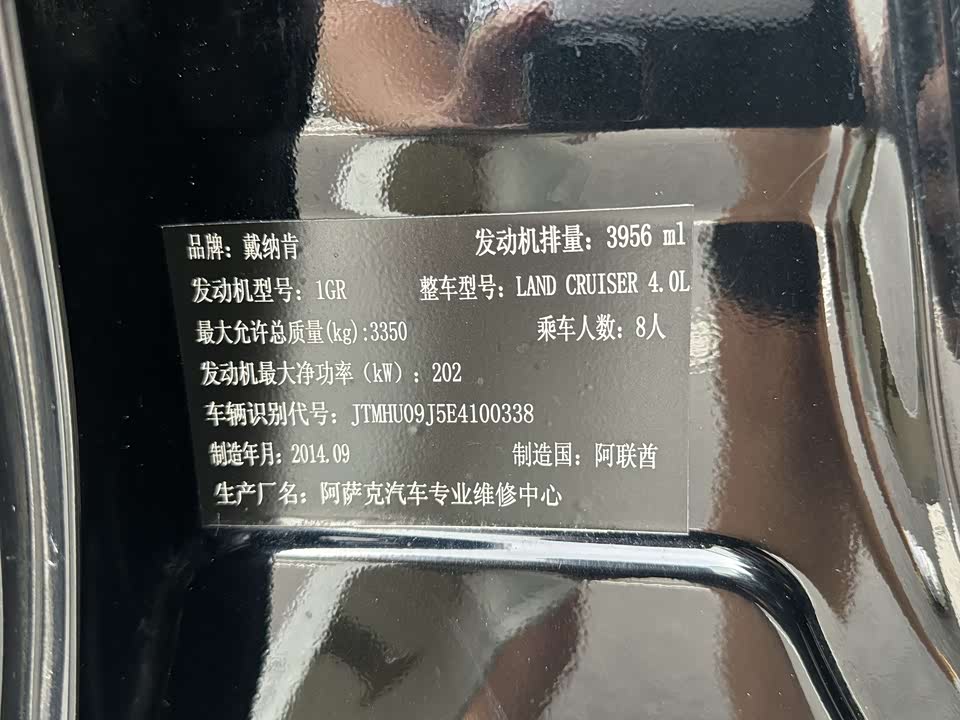 品牌：戴纳肯 发动机排量：3956 ml
发动机型号：1GR 整车型号：LAND CRUISER 4.0L
最大允许总质量(kg):3350 乘车人数：8人
发动机最大净功率（kW）：202
车辆识别代号：JTMHU09J5E4100338
制造年月：2014.09 制造国：阿联酋
生产厂名：阿萨克汽车专业维修中心